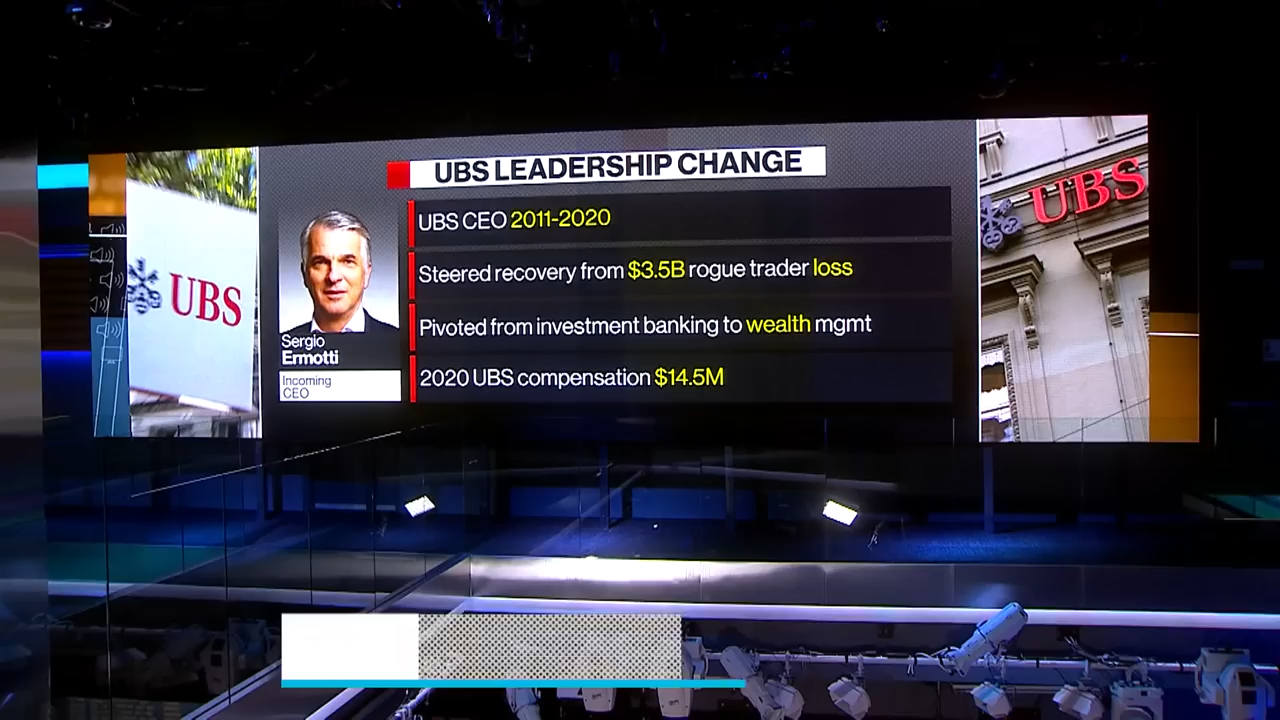 UBS LEADERSHIP CHANGE
UBS CEO 2011-2020
Steered recovery from $3.5B rogue trader loss
Pivoted from investment banking to wealth mgmt
2020 UBS compensation $14.5M
Sergio
Ermotti
Incoming
CEO
UBS
UBS